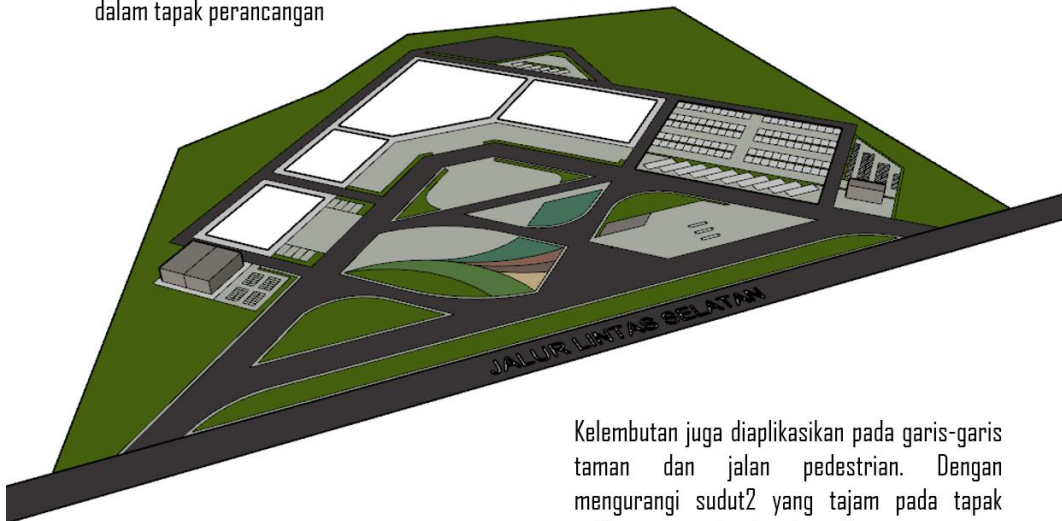 dalam tapak perancangan
JALUR LINTAS SELATAN
Kelembutan juga diaplikasikan pada garis-garis
taman dan jalan pedestrian. Dengan
mengurangi sudut2 yang tajam pada tapak